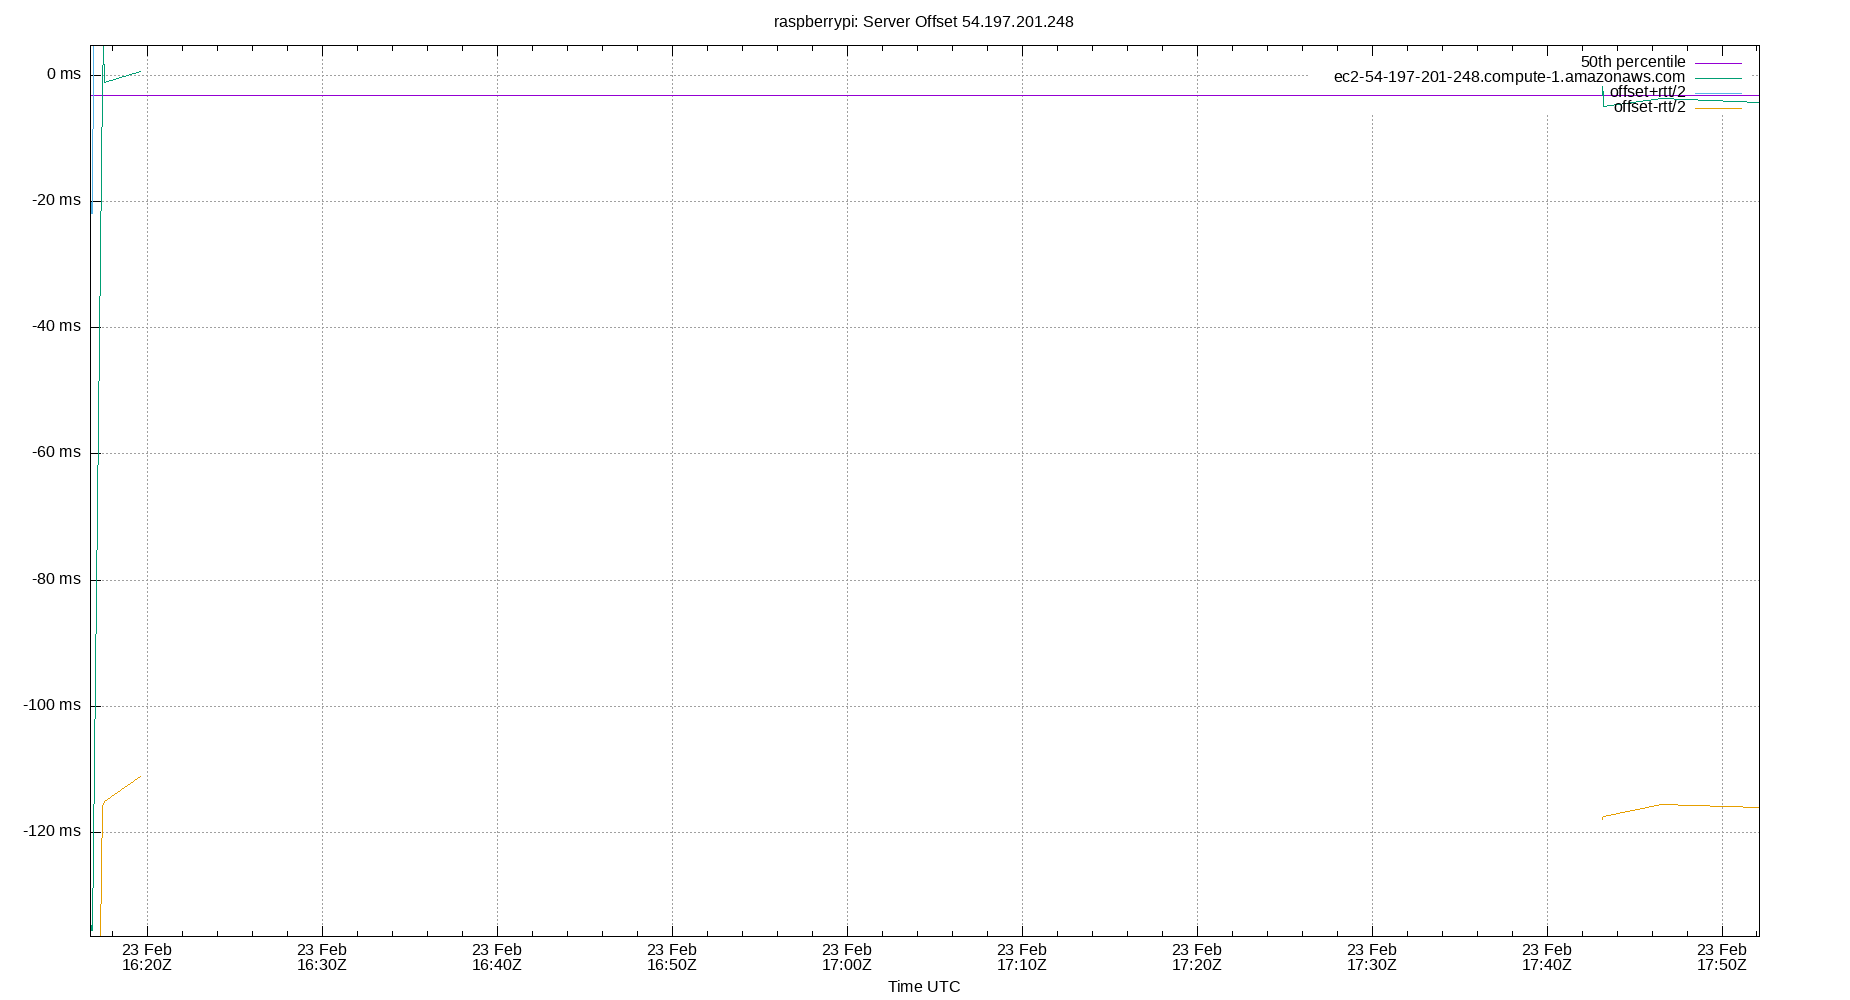 raspberrypi: Server Offset 54.197.201.248
50th percentile
ec2-54-197-201-248.compute-1.amazonaws.com
offset+rtt/2
offset-rtt/2
0 ms
-20 ms
-40 ms
-60 ms
-80 ms
-100 ms
-120 ms
23 Feb 23 Feb 23 Feb 23 Feb 23 Feb 23 Feb 23 Feb 23 Feb 23 Feb 23 Feb
16:20Z 16:30Z 16:40Z 16:50Z 17:00Z 17:10Z 17:20Z 17:30Z 17:40Z 17:50Z
Time UTC